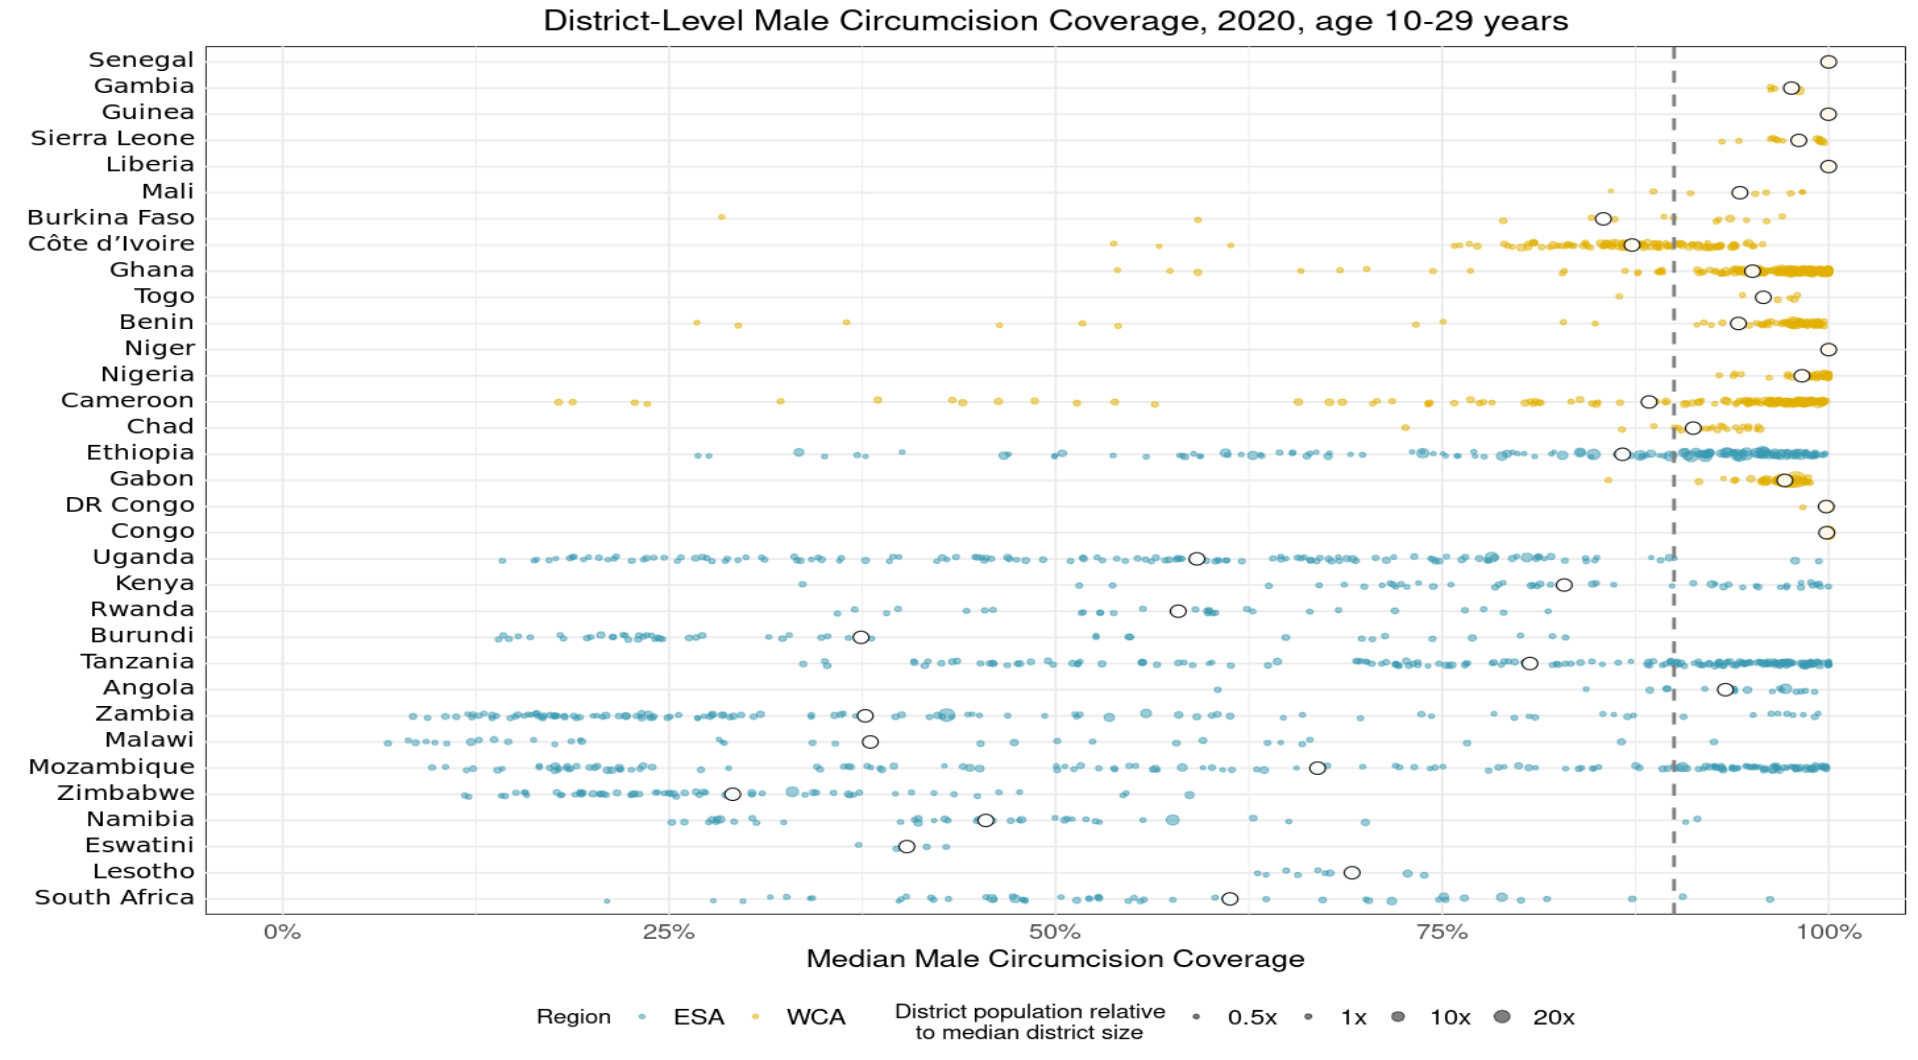 District-Level Male Circumcision Coverage, 2020, age 10-29 years
Senegal
Gambia
Guinea
Sierra Leone
Liberia
Mali
Burkina Faso
Côte d’Ivoire
Ghana
Togo
Benin
Niger
Nigeria
Cameroon
Chad
Ethiopia
Gabon
DR Congo
Congo
Uganda
Kenya
Rwanda
Burundi
Tanzania
Angola
Zambia
Malawi
Mozambique
Zimbabwe
Namibia
Eswatini
Lesotho
South Africa
0% 25% 50% 75% 100%
Median Male Circumcision Coverage
Region ESA WCA
District population relative
to median district size
0.5x 1x 10x 20x